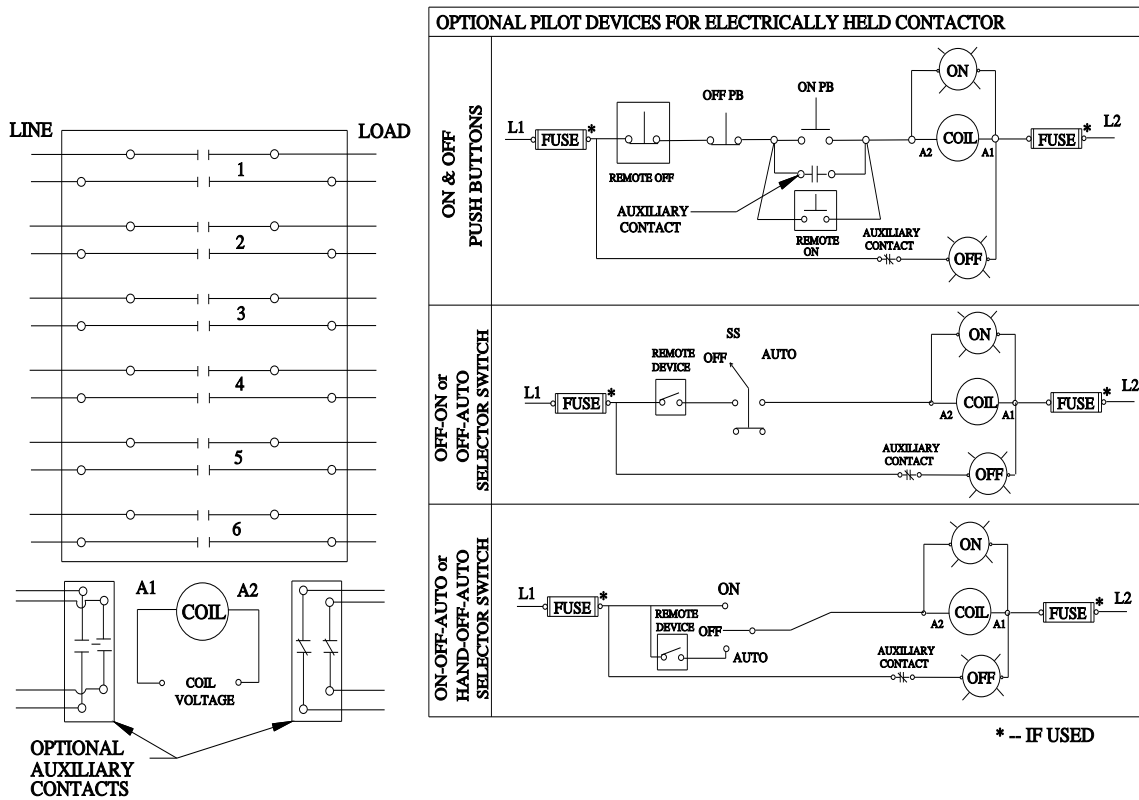 OPTIONAL PILOT DEVICES FOR ELECTRICALLY HELD CONTACTOR
LINE
LOAD
1
2
3
4
5
6
A1
A2
COIL
COIL
VOLTAGE
OPTIONAL
AUXILIARY
CONTACTS
ON & OFF
PUSH BUTTONS
L1
FUSE
*
REMOTE OFF
OFF PB
ON PB
AUXILIARY
CONTACT
REMOTE
ON
AUXILIARY
CONTACT
ON
COIL
A2
A1
OFF
FUSE
*
L2
OFF-ON or
OFF-AUTO
SELECTOR SWITCH
L1
FUSE
*
REMOTE
DEVICE
SS
OFF
AUTO
AUXILIARY
CONTACT
ON
COIL
A2
A1
OFF
FUSE
*
L2
ON-OFF-AUTO or
HAND-OFF-AUTO
SELECTOR SWITCH
L1
FUSE
*
REMOTE
DEVICE
ON
OFF
AUTO
AUXILIARY
CONTACT
ON
COIL
A2
A1
OFF
FUSE
*
L2
* -- IF USED